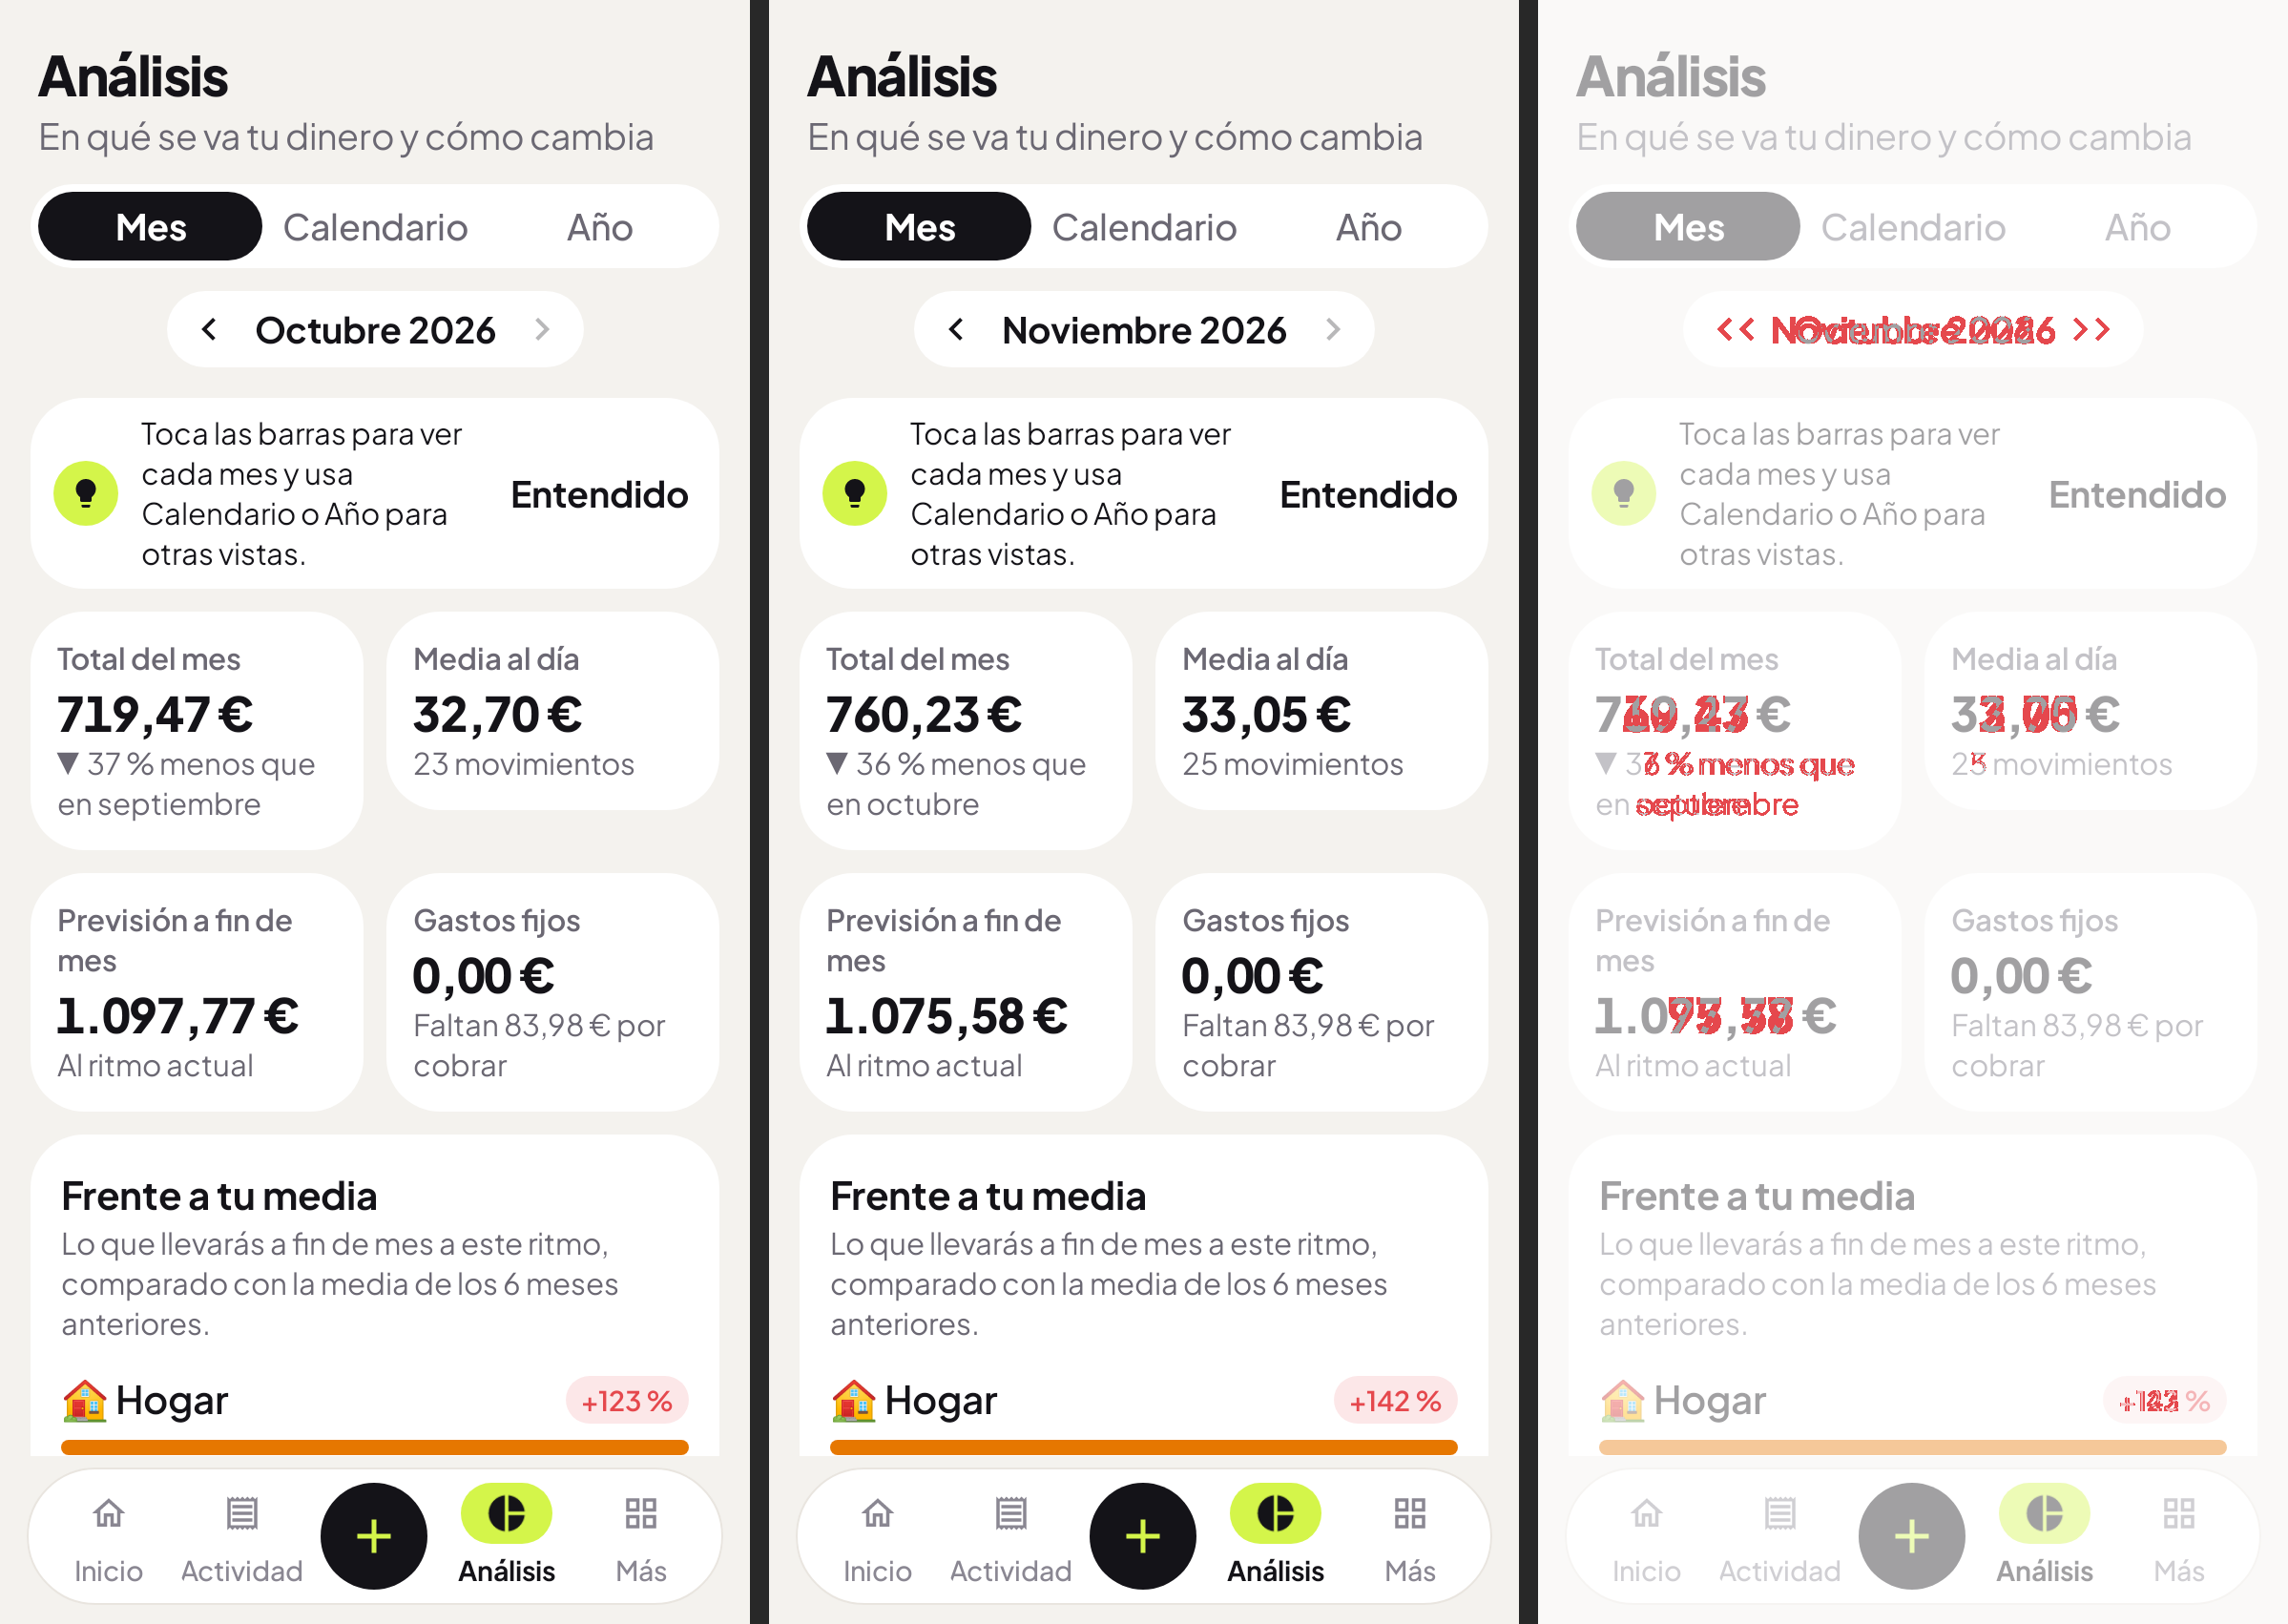 Análisis
En qué se va tu dinero y cómo cambia
Mes Calendario Año
Octubre 2026
Toca las barras para ver
cada mes y usa
Calendario o Año para
otras vistas.
Entendido
Total del mes
719,47 €
▼ 37 % menos que
en septiembre
Media al día
32,70 €
23 movimientos
Previsión a fin de
mes
1.097,77 €
Al ritmo actual
Gastos fijos
0,00 €
Faltan 83,98 € por
cobrar
Frente a tu media
Lo que llevarás a fin de mes a este ritmo,
comparado con la media de los 6 meses
anteriores.
Hogar +123 %
Inicio Actividad + Análisis Más
Análisis
En qué se va tu dinero y cómo cambia
Mes Calendario Año
Noviembre 2026
Toca las barras para ver
cada mes y usa
Calendario o Año para
otras vistas.
Entendido
Total del mes
760,23 €
▼ 36 % menos que
en octubre
Media al día
33,05 €
25 movimientos
Previsión a fin de
mes
1.075,58 €
Al ritmo actual
Gastos fijos
0,00 €
Faltan 83,98 € por
cobrar
Frente a tu media
Lo que llevarás a fin de mes a este ritmo,
comparado con la media de los 6 meses
anteriores.
Hogar +142 %
Inicio Actividad + Análisis Más
Análisis
En qué se va tu dinero y cómo cambia
Mes Calendario Año
Toca las barras para ver
cada mes y usa
Calendario o Año para
otras vistas.
Entendido
Total del mes
€
▼ % menos que
en
Media al día
€
movimientos
Previsión a fin de
mes
€
Al ritmo actual
Gastos fijos
0,00 €
Faltan 83,98 € por
cobrar
Frente a tu media
Lo que llevarás a fin de mes a este ritmo,
comparado con la media de los 6 meses
anteriores.
Hogar %
Inicio Actividad + Análisis Más